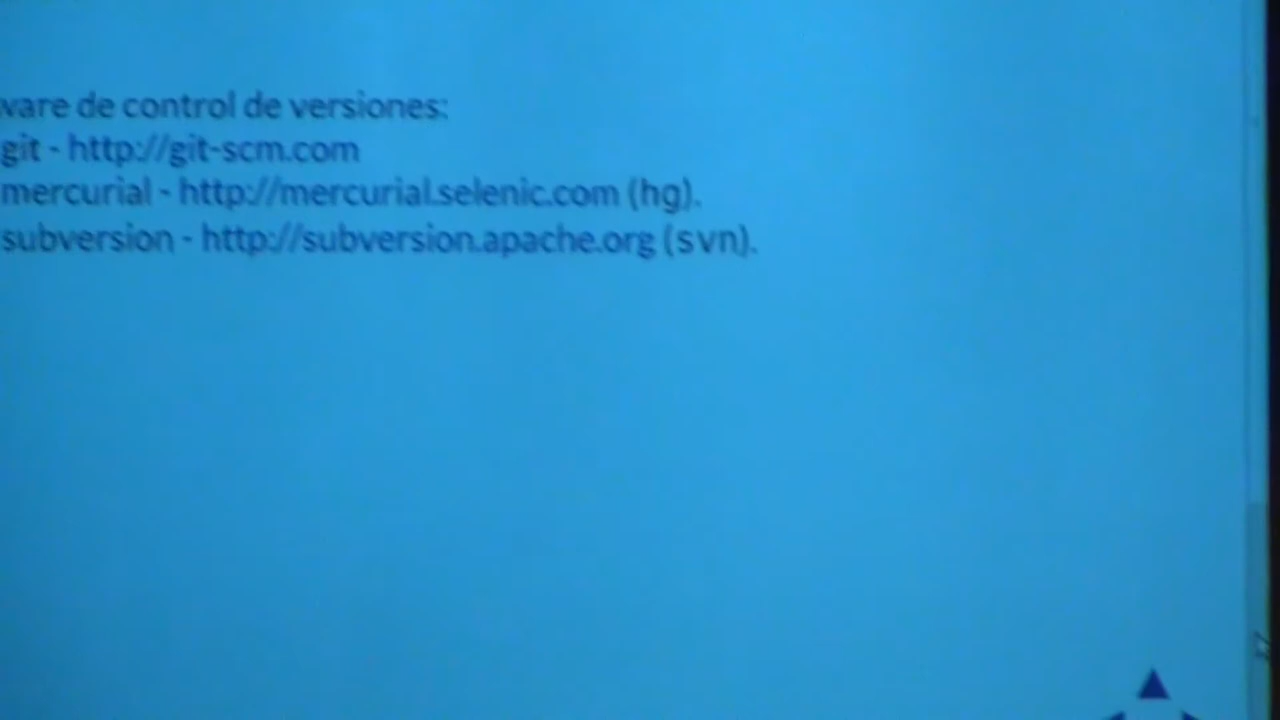 ware de control de versiones:
git - http://git-scm.com
mercurial - http://mercurial.selenic.com (hg).
subversion - http://subversion.apache.org (svn).